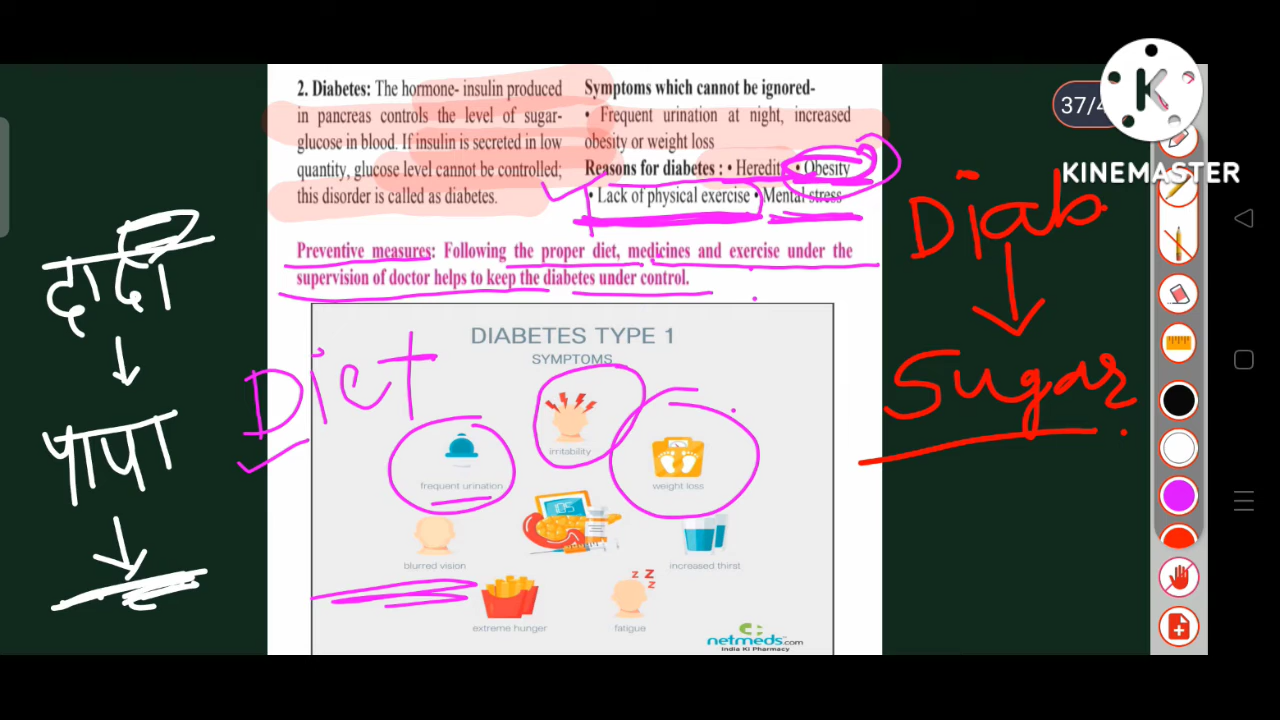 37/4
KINEMASTER
2. Diabetes: The hormone- insulin produced
in pancreas controls the level of sugar-
glucose in blood. If insulin is secreted in low
quantity, glucose level cannot be controlled;
this disorder is called as diabetes.
Symptoms which cannot be ignored-
• Frequent urination at night, increased
obesity or weight loss
Reasons for diabetes : • Heredit • Obesity
• Lack of physical exercise • Mental stress
Preventive measures: Following the proper diet, medicines and exercise under the
supervision of doctor helps to keep the diabetes under control.
दादा
पापा
Diet
Diab
Sugar
DIABETES TYPE 1
SYMPTOMS
irritability
frequent urination
weight loss
blurred vision
increased thirst
extreme hunger
fatigue
z z
z
netmeds.com
India Ki Pharmacy